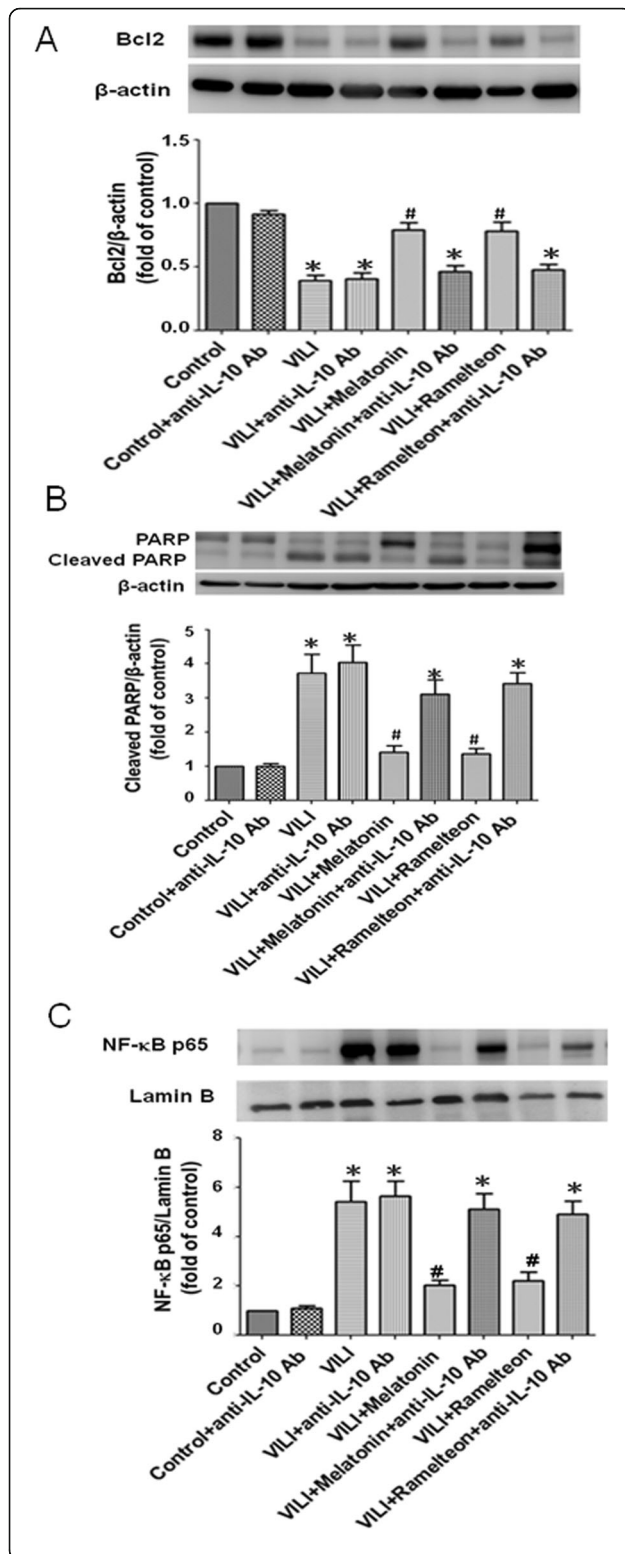 A
Bcl2
β-actin
Bcl2/β-actin
(fold of control)
1.5
1.0
0.5
0.0
* * # * # *
Control
Control+anti-IL-10 Ab
VILI
VILI+anti-IL-10 Ab
VILI+Melatonin
VILI+Melatonin+anti-IL-10 Ab
VILI+Ramelteon
VILI+Ramelteon+anti-IL-10 Ab
B
PARP
Cleaved PARP
β-actin
Cleaved PARP/β-actin
(fold of control)
5
4
3
2
1
0
* * # * # *
Control
Control+anti-IL-10 Ab
VILI
VILI+anti-IL-10 Ab
VILI+Melatonin
VILI+Melatonin+anti-IL-10 Ab
VILI+Ramelteon
VILI+Ramelteon+anti-IL-10 Ab
C
NF-κB p65
Lamin B
NF-κB p65/Lamin B
(fold of control)
8
6
4
2
0
* * # * # *
Control
Control+anti-IL-10 Ab
VILI
VILI+anti-IL-10 Ab
VILI+Melatonin
VILI+Melatonin+anti-IL-10 Ab
VILI+Ramelteon
VILI+Ramelteon+anti-IL-10 Ab